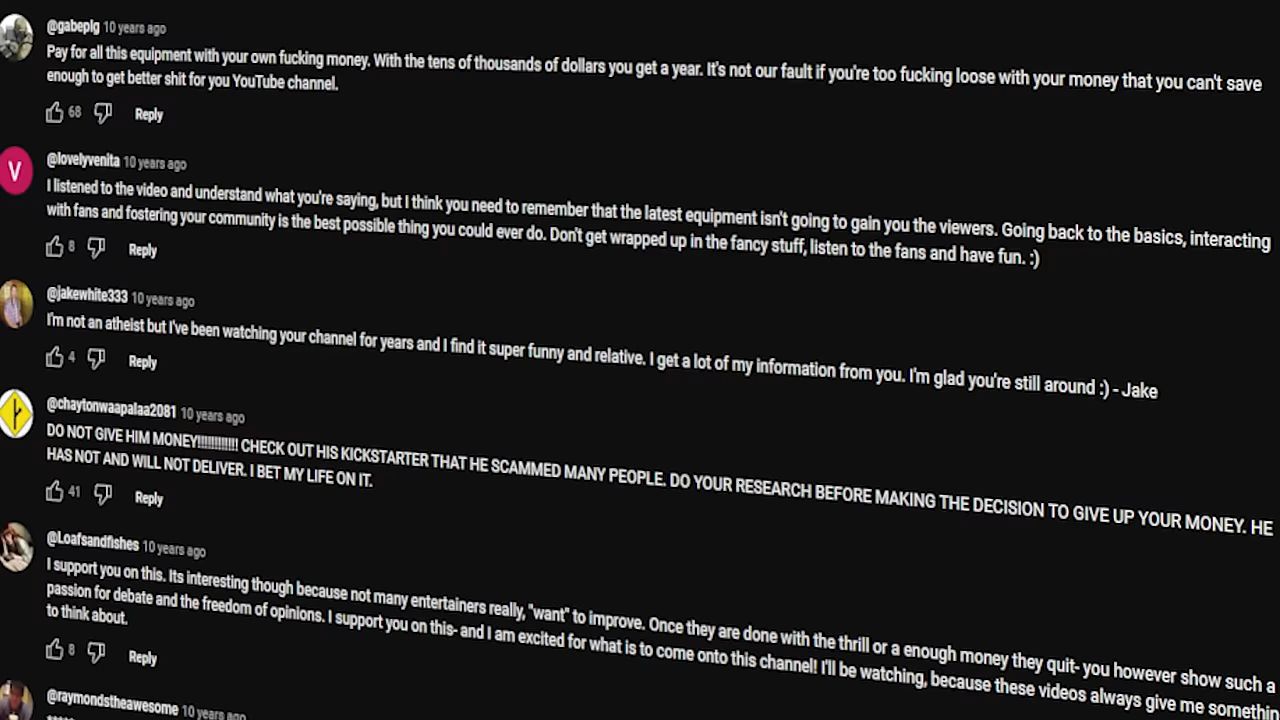 @gabeplg 10 years ago
Pay for all this equipment with your own fucking money. With the tens of thousands of dollars you get a year. It's not our fault if you're too fucking loose with your money that you can't save
enough to get better shit for you YouTube channel.
68 Reply
V
@lovelyvenita 10 years ago
I listened to the video and understand what you're saying, but I think you need to remember that the latest equipment isn't going to gain you the viewers. Going back to the basics, interacting
with fans and fostering your community is the best possible thing you could ever do. Don't get wrapped up in the fancy stuff, listen to the fans and have fun. :)
8 Reply
@jakewhite333 10 years ago
I'm not an atheist but I've been watching your channel for years and I find it super funny and relative. I get a lot of my information from you. I'm glad you're still around :) - Jake
4 Reply
@chaytonwaapalaa2081 10 years ago
DO NOT GIVE HIM MONEY!!!!!!!!!!!! CHECK OUT HIS KICKSTARTER THAT HE SCAMMED MANY PEOPLE. DO YOUR RESEARCH BEFORE MAKING THE DECISION TO GIVE UP YOUR MONEY. HE
HAS NOT AND WILL NOT DELIVER. I BET MY LIFE ON IT.
41 Reply
@Loafsandfishes 10 years ago
I support you on this. Its interesting though because not many entertainers really, "want" to improve. Once they are done with the thrill or a enough money they quit- you however show such a
passion for debate and the freedom of opinions. I support you on this- and I am excited for what is to come onto this channel! I'll be watching, because these videos always give me somethin
to think about.
8 Reply
@raymondstheawesome 10 years ago